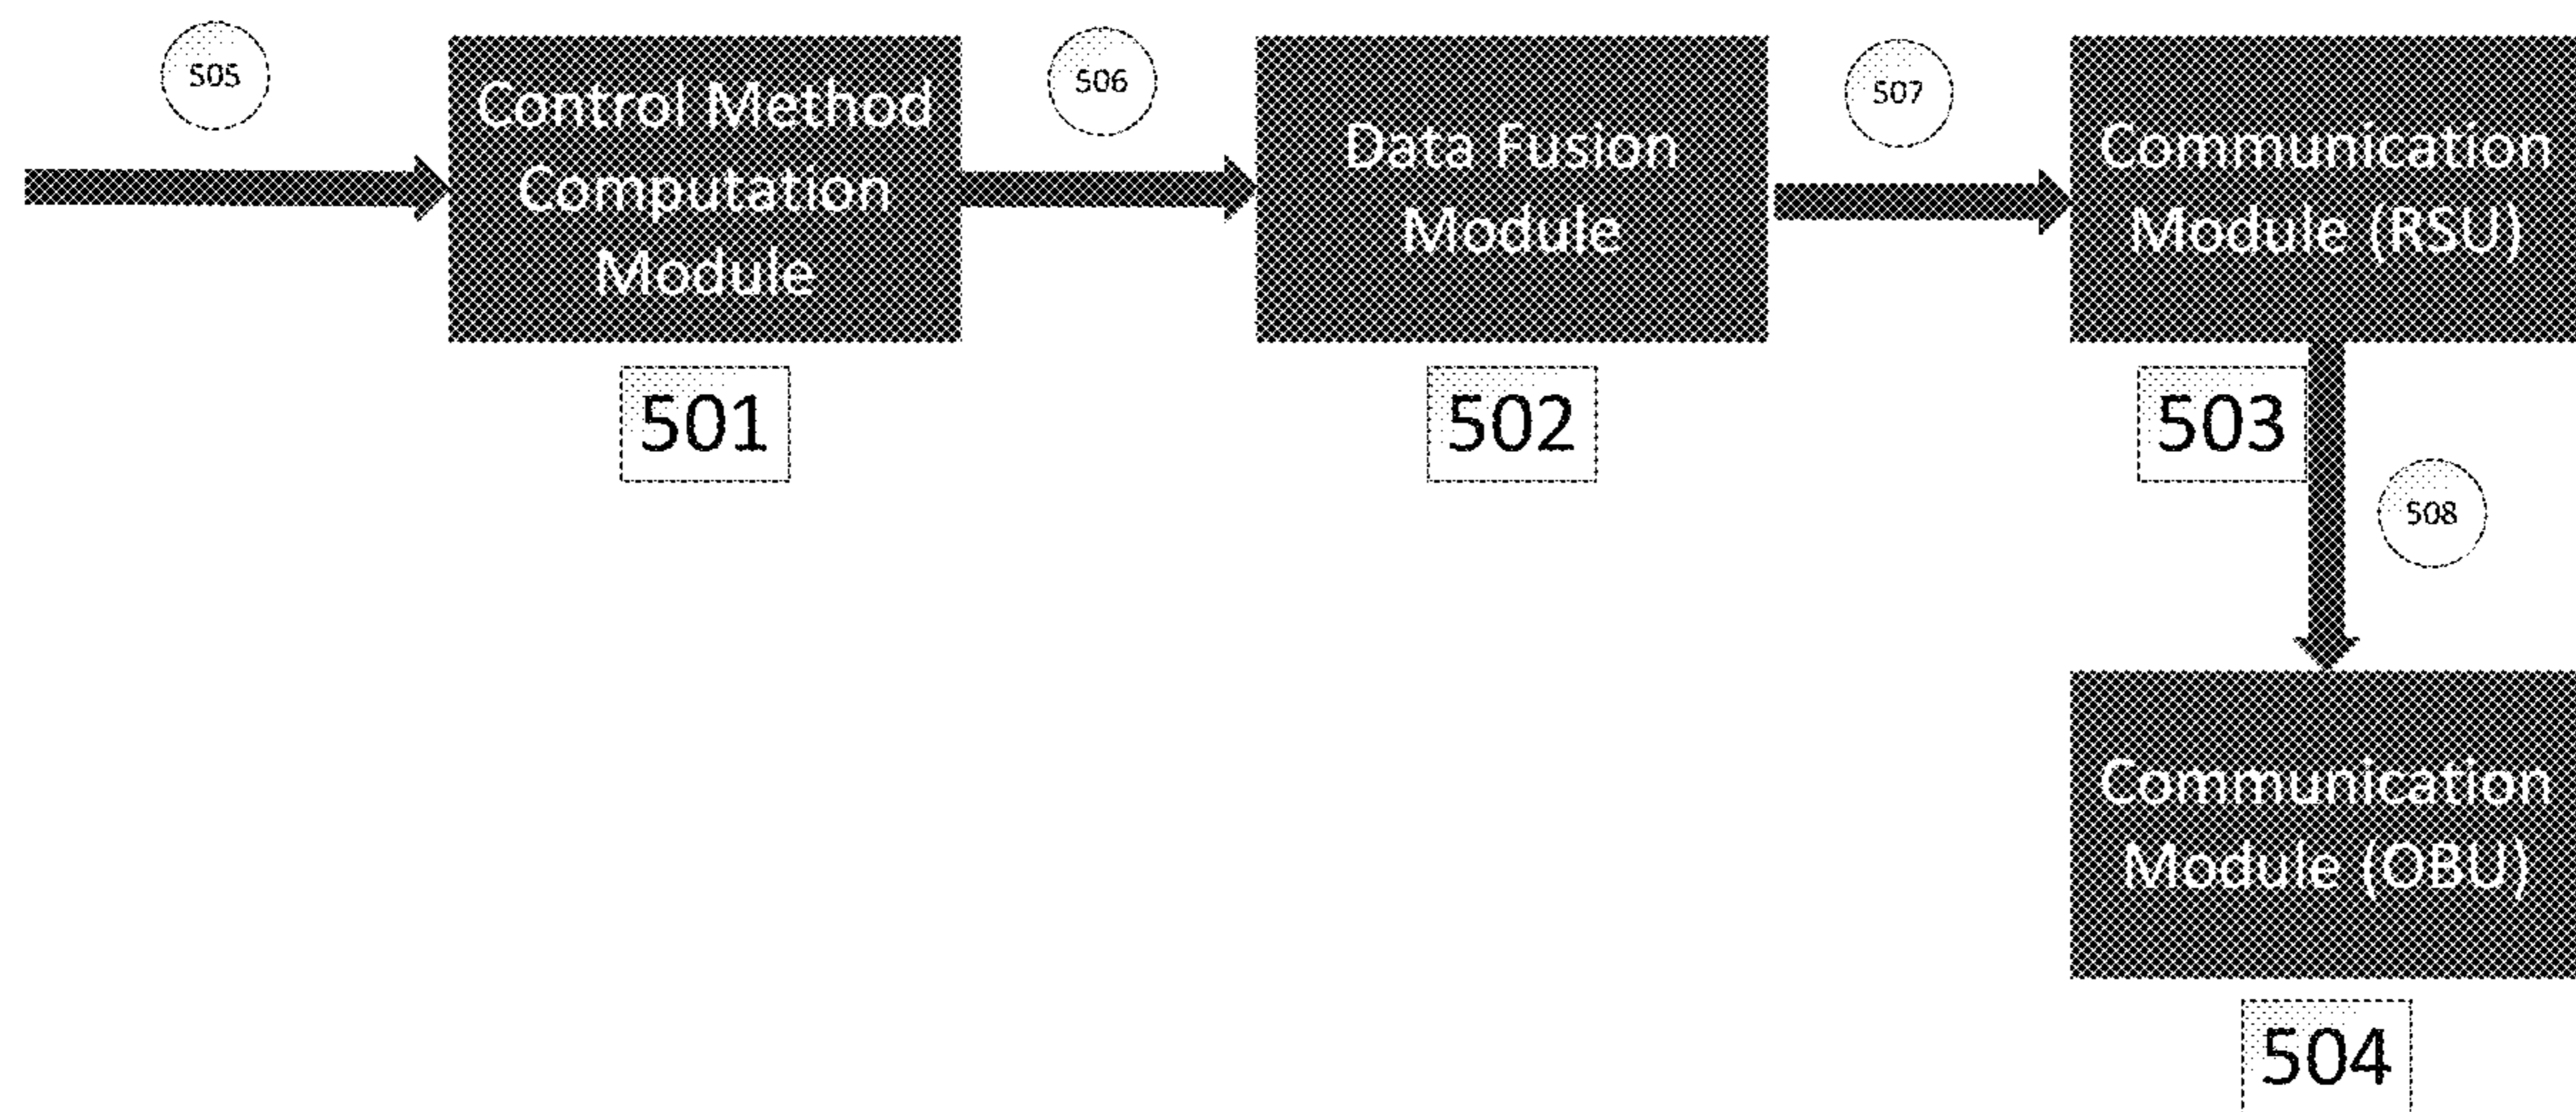 505
Control Method
Computation
Module
501
506
Data Fusion
Module
502
507
Communication
Module (RSU)
503
508
Communication
Module (OBU)
504